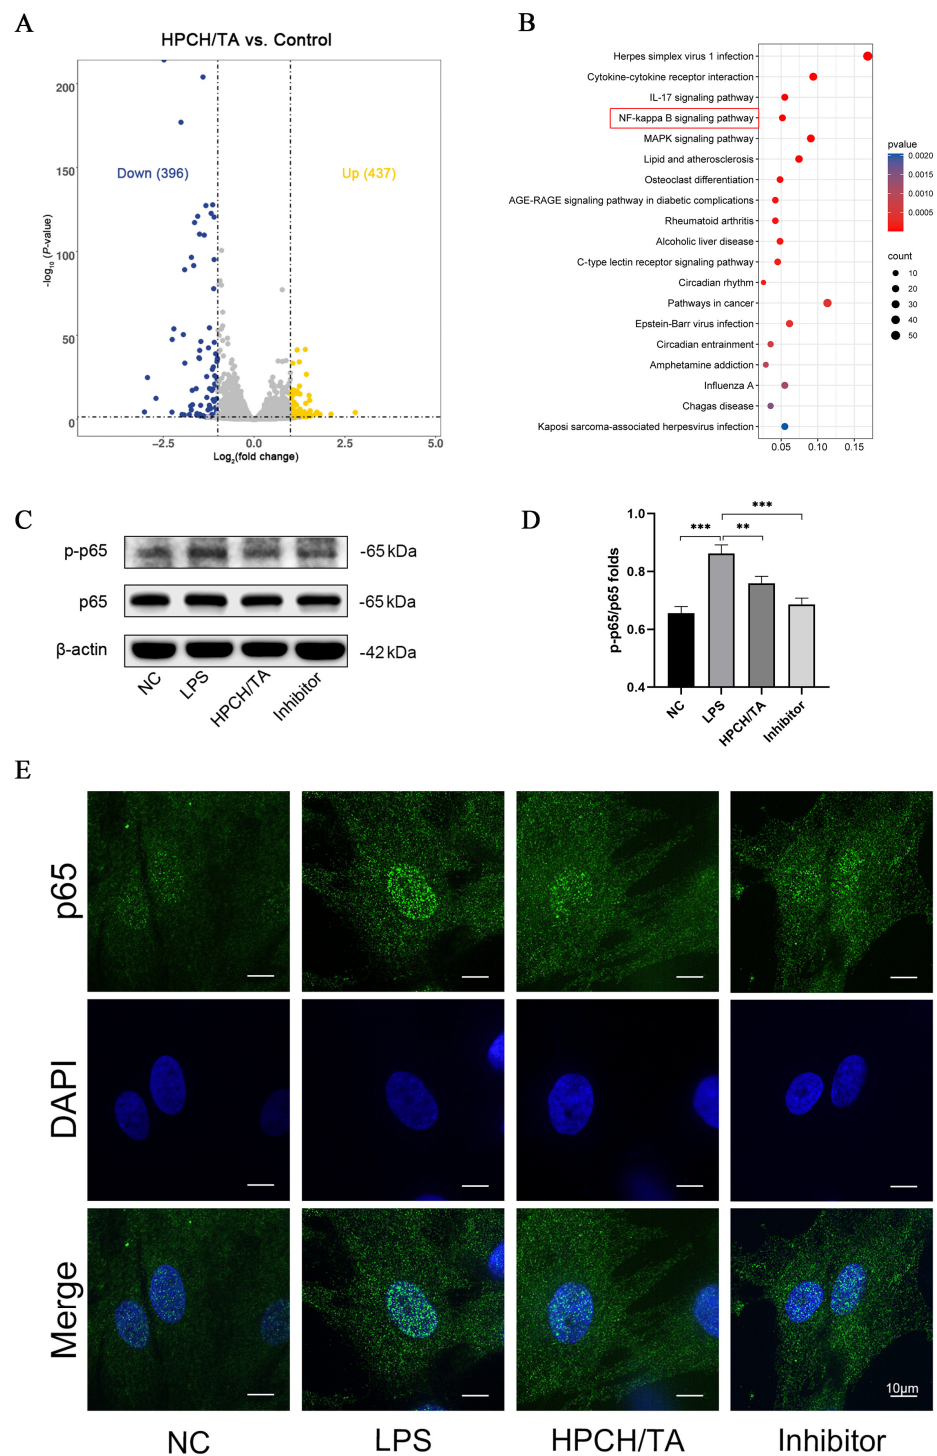 A
HPCH/TA vs. Control
200
150
100
50
0
-log10 (P-value)
Down (396)
Up (437)
−2.5
0.0
2.5
5.0
Log2(fold change)
B
Herpes simplex virus 1 infection
Cytokine-cytokine receptor interaction
IL-17 signaling pathway
NF-kappa B signaling pathway
MAPK signaling pathway
Lipid and atherosclerosis
Osteoclast differentiation
AGE-RAGE signaling pathway in diabetic complications
Rheumatoid arthritis
Alcoholic liver disease
C-type lectin receptor signaling pathway
Circadian rhythm
Pathways in cancer
Epstein-Barr virus infection
Circadian entrainment
Amphetamine addiction
Influenza A
Chagas disease
Kaposi sarcoma-associated herpesvirus infection
0.05
0.10
0.15
pvalue
0.0020
0.0015
0.0010
0.0005
count
10
20
30
40
50
C
p-p65
-65 kDa
p65
-65 kDa
β-actin
-42 kDa
NC
LPS
HPCH/TA
Inhibitor
D
p-p65/p65 folds
1.0
0.8
0.6
0.4
***
**
***
NC
LPS
HPCH/TA
Inhibitor
E
p65
DAPI
Merge
10μm
NC
LPS
HPCH/TA
Inhibitor